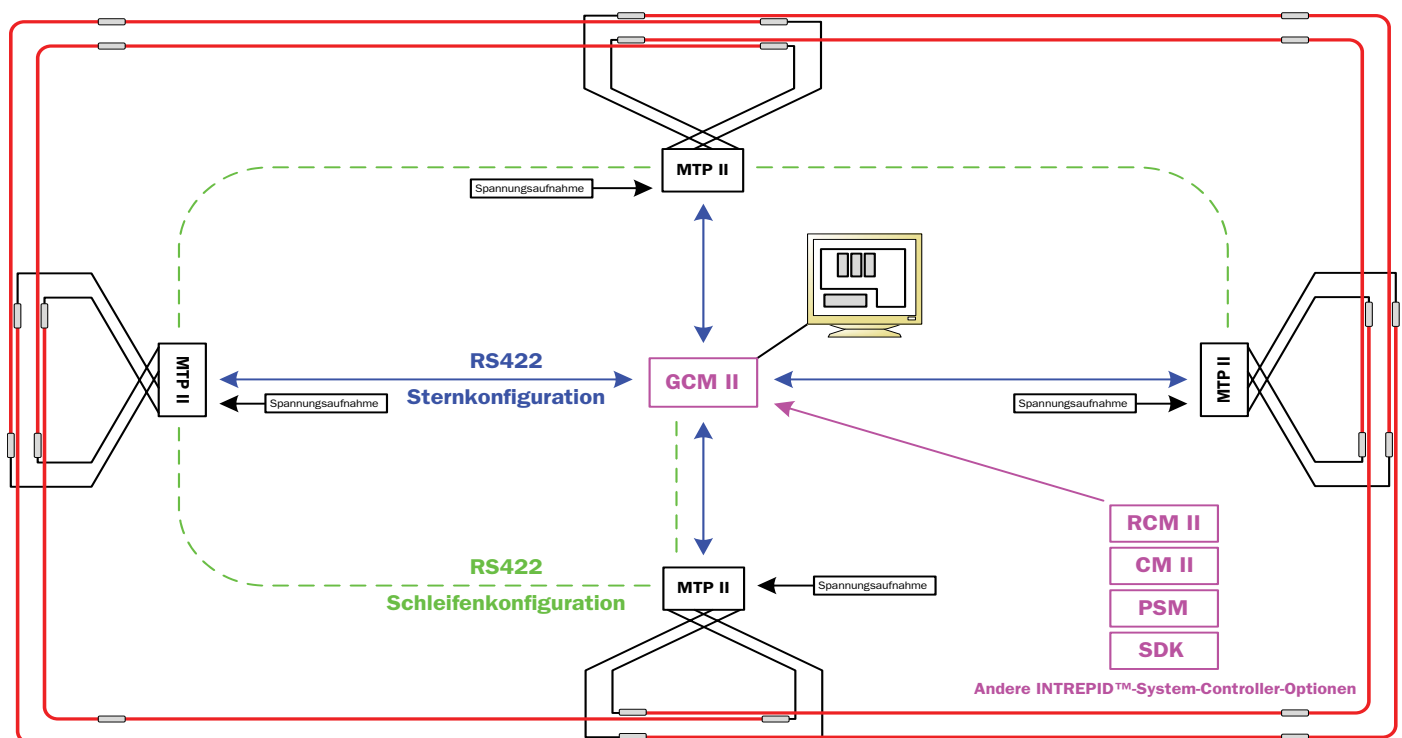 MTP II
Spannungsaufnahme
MTP II
RS422
Sternkonfiguration
Spannungsaufnahme
GCM II
Spannungsaufnahme
MTP II
RCM II
CM II
PSM
SDK
Andere INTREPID™-System-Controller-Optionen
RS422
Schleifenkonfiguration
MTP II
Spannungsaufnahme